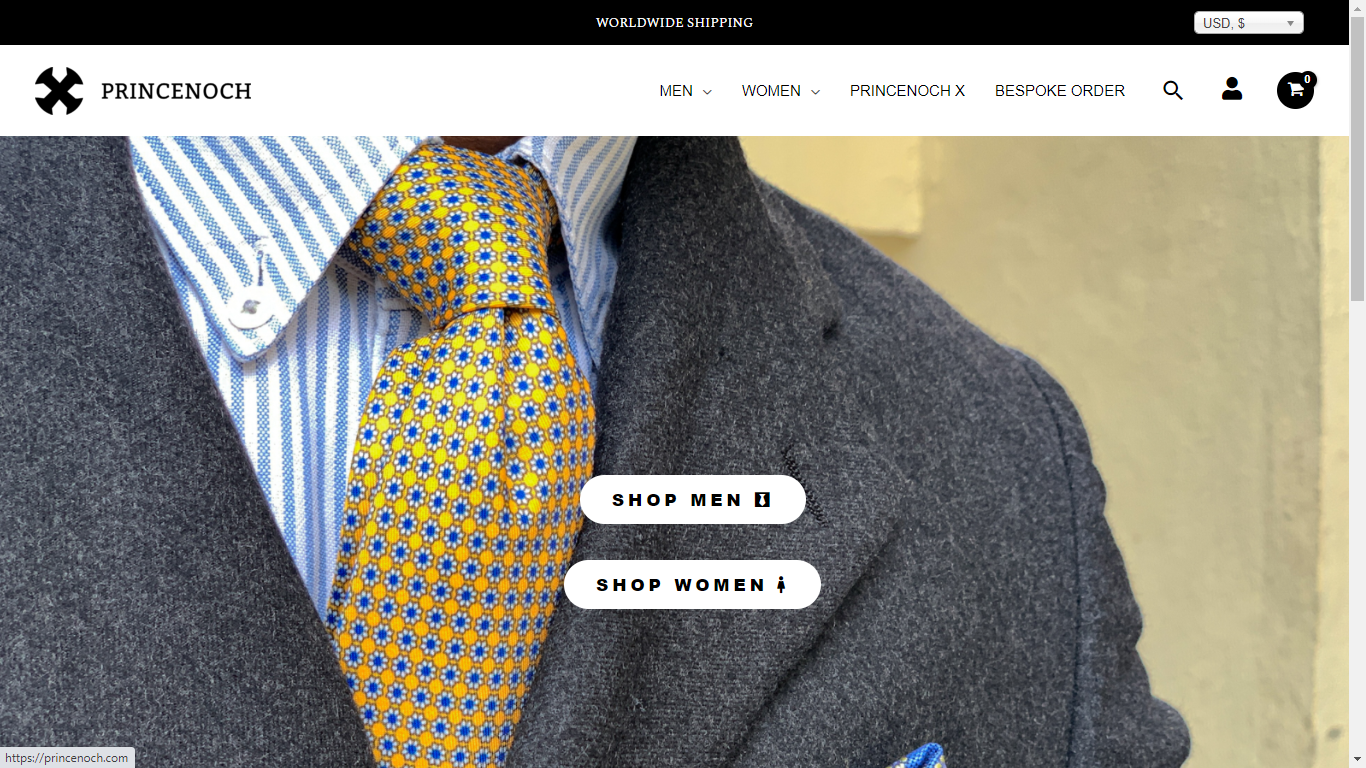 WORLDWIDE SHIPPING
USD, $
PRINCENOCH
MEN
WOMEN
PRINCENOCH X
BESPOKE ORDER
0
SHOP MEN
SHOP WOMEN
https://princenoch.com